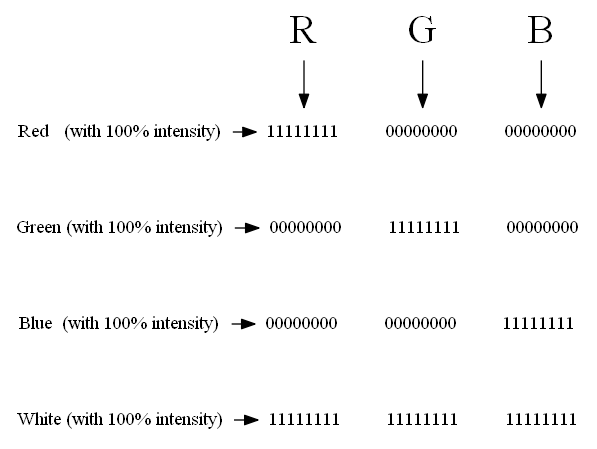 R G B
Red (with 100% intensity) 11111111 00000000 00000000
Green (with 100% intensity) 00000000 11111111 00000000
Blue (with 100% intensity) 00000000 00000000 11111111
White (with 100% intensity) 11111111 11111111 11111111